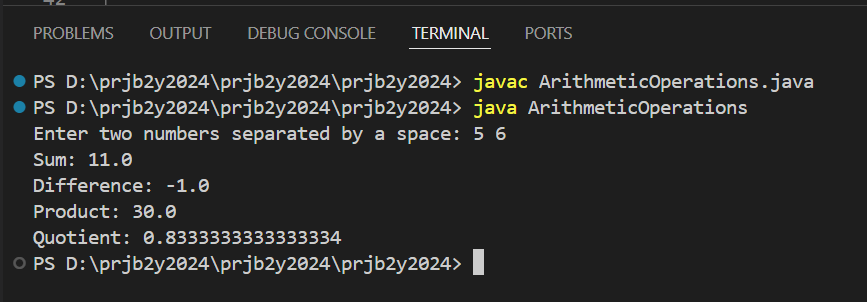 42
PROBLEMS OUTPUT DEBUG CONSOLE TERMINAL PORTS
PS D:\prjb2y2024\prjb2y2024\prjb2y2024> javac ArithmeticOperations.java
PS D:\prjb2y2024\prjb2y2024\prjb2y2024> java ArithmeticOperations
Enter two numbers separated by a space: 5 6
Sum: 11.0
Difference: -1.0
Product: 30.0
Quotient: 0.8333333333333334
PS D:\prjb2y2024\prjb2y2024\prjb2y2024>